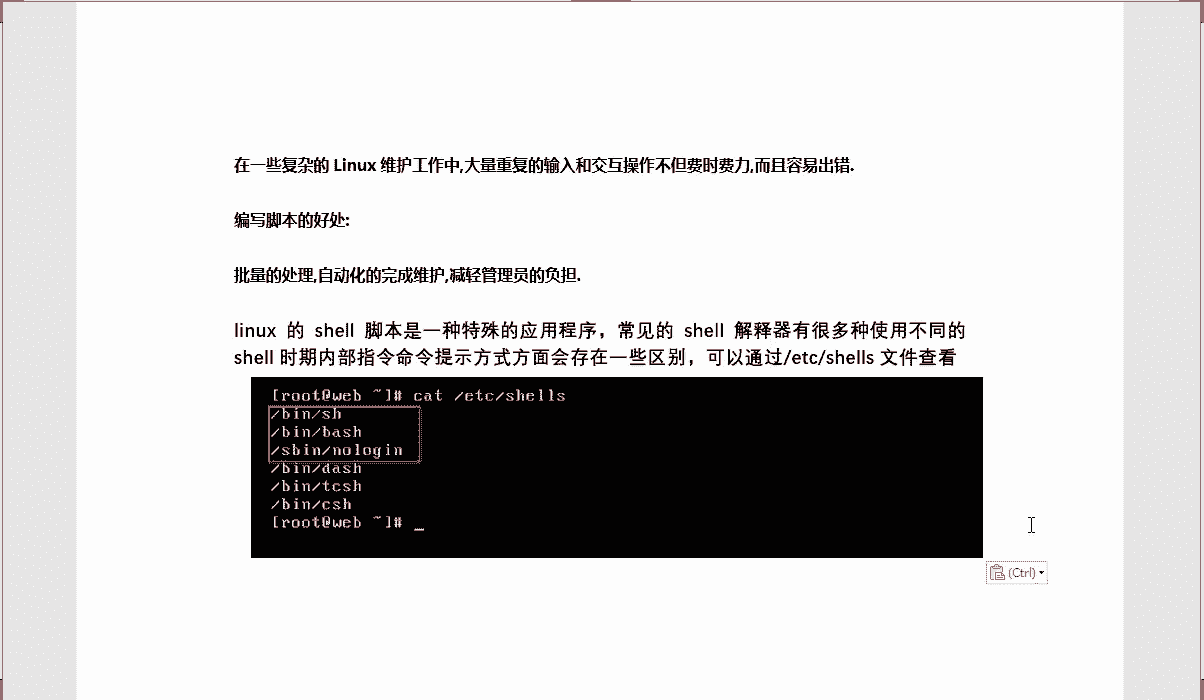 在一些复杂的 Linux 维护工作中,大量重复的输入和交互操作不但费时费力,而且容易出错.
编写脚本的好处:
批量的处理,自动化的完成维护,减轻管理员的负担.
linux 的 shell 脚本是一种特殊的应用程序，常见的 shell 解释器有很多种使用不同的
shell 时期内部指令命令提示方式方面会存在一些区别，可以通过/etc/shells 文件查看
[root@web ~]# cat /etc/shells
/bin/sh
/bin/bash
/sbin/nologin
/bin/dash
/bin/tcsh
/bin/csh
[root@web ~]# _
(Ctrl)